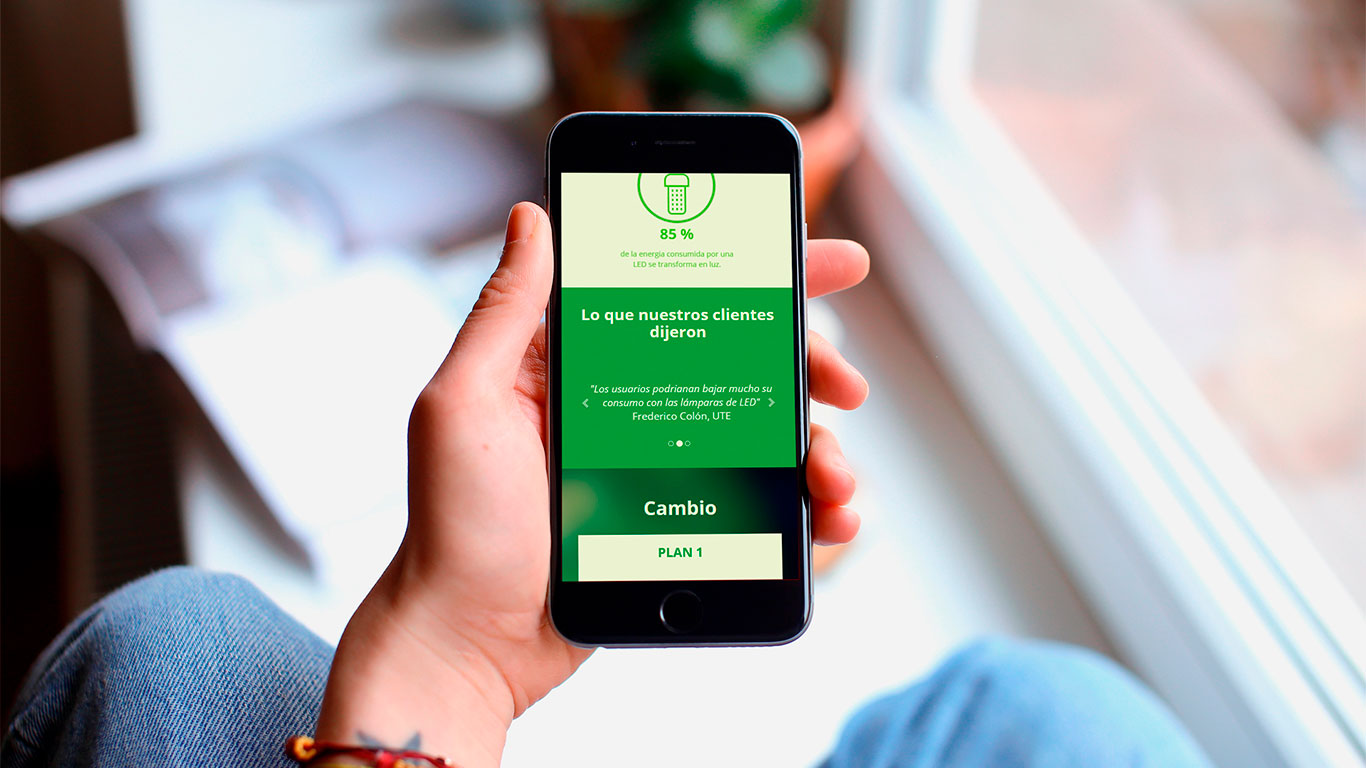 85 %
de la energía consumida por una
LED se transforma en luz.
Lo que nuestros clientes
dijeron
"Los usuarios podrianan bajar mucho su
consumo con las lámparas de LED"
Frederico Colón, UTE
Cambio
PLAN 1